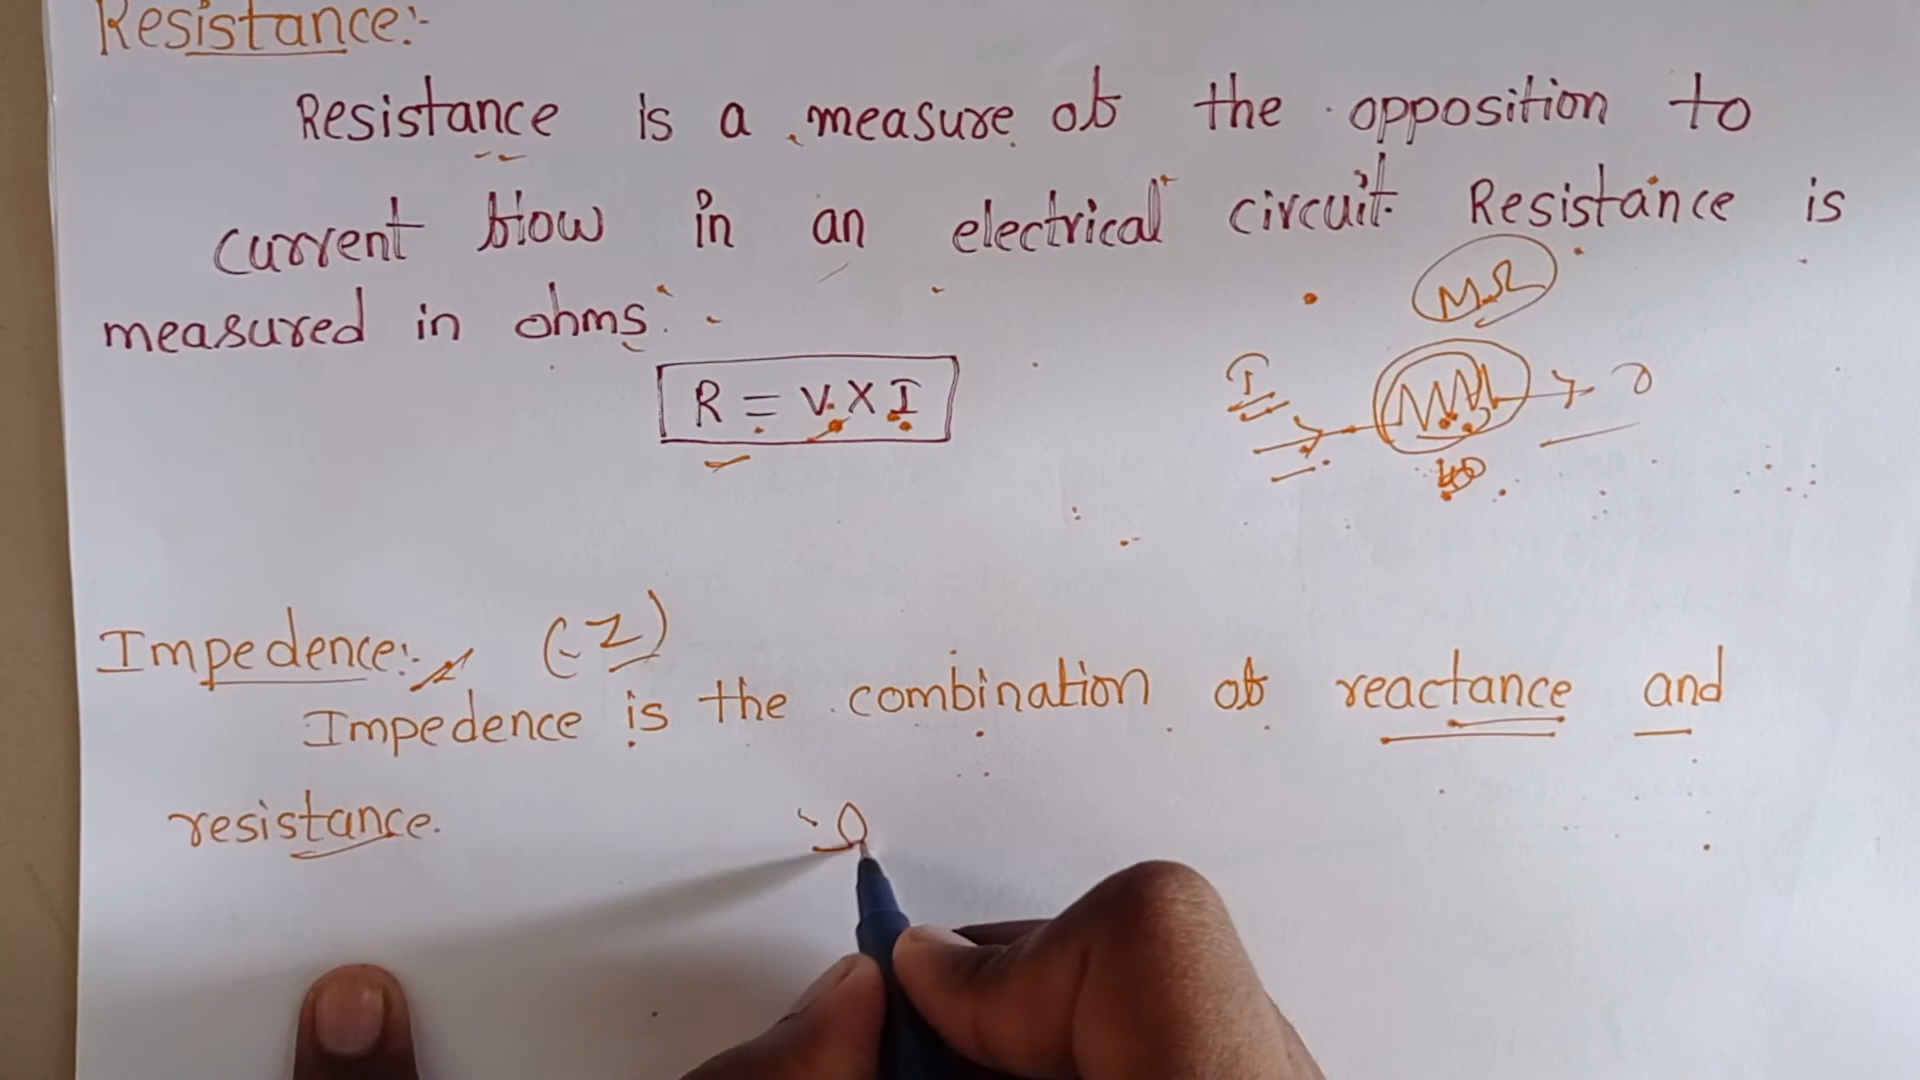 Resistance:-
Resistance is a measure of the opposition to
current flow in an electrical circuit. Resistance is
measured in ohms.
MΩ
R = V X I
I
Impedence:- (Z)
Impedence is the combination of reactance and
resistance.
Ω